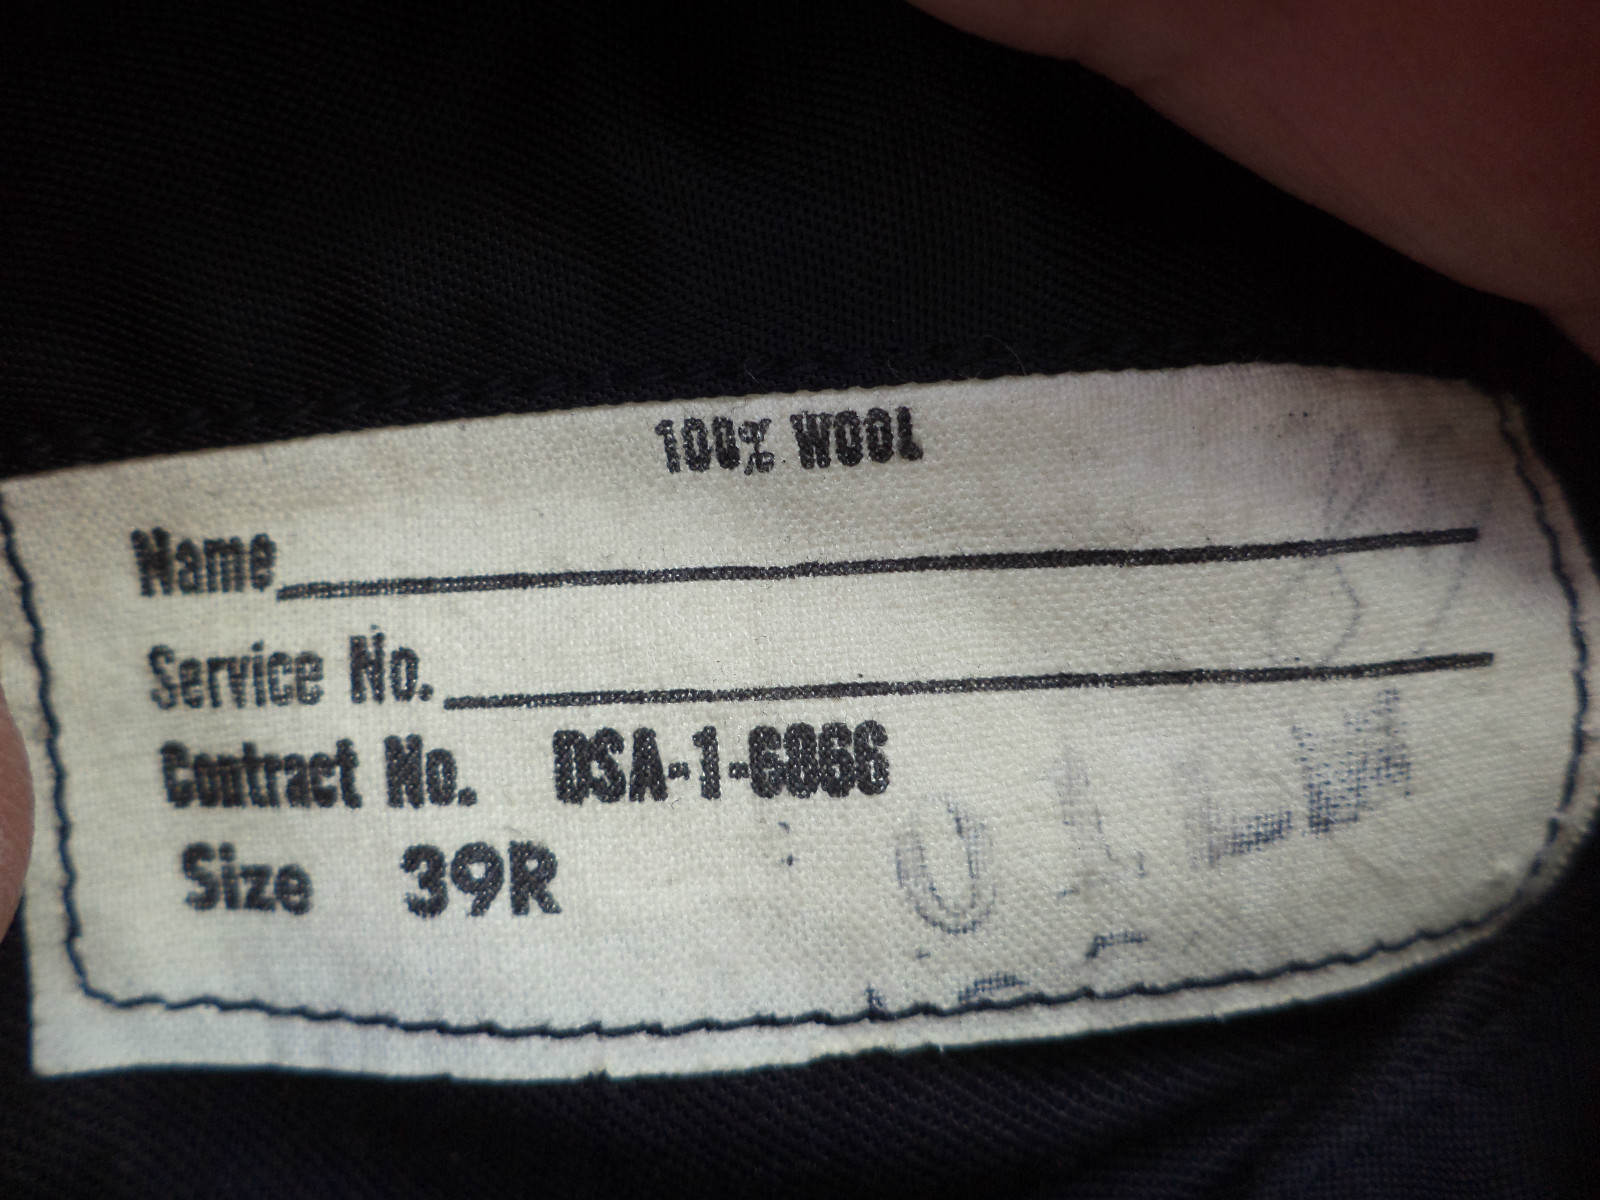 100% WOOL
Name
Service No.
Contract No. DSA-1-6866
Size 39R